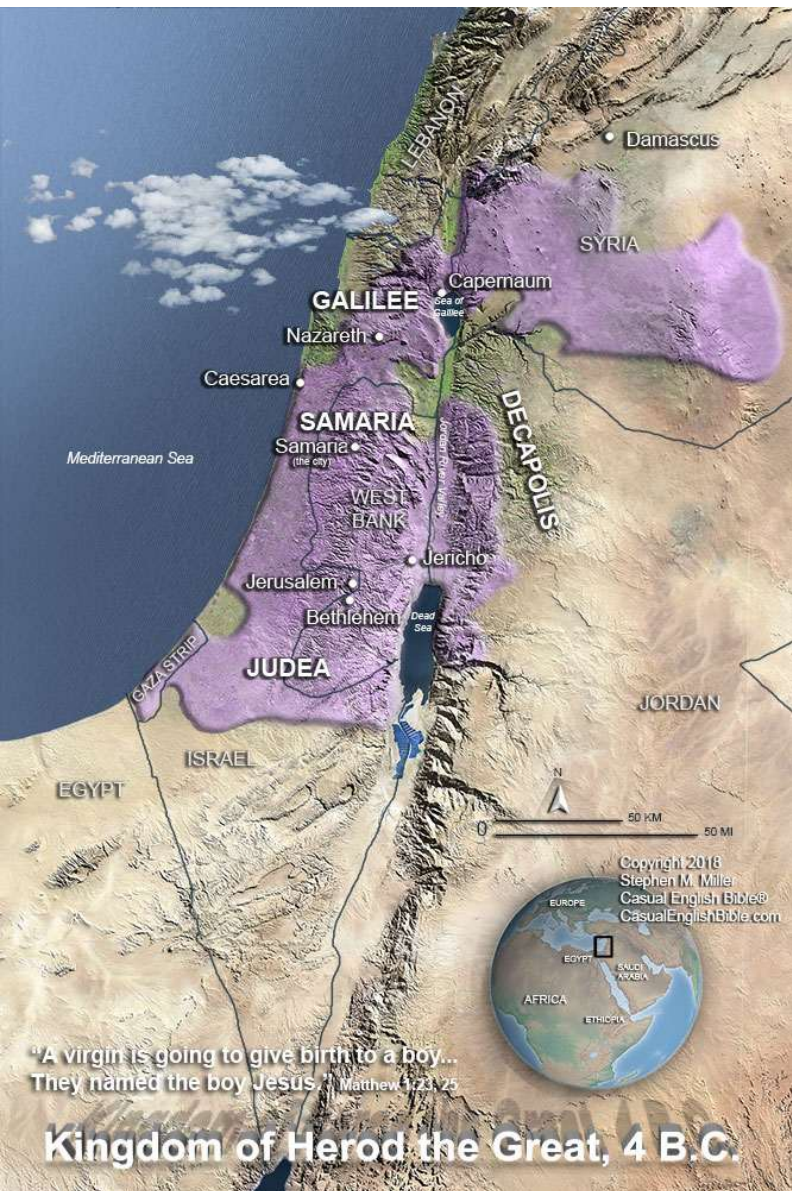 LEBANON
Damascus
SYRIA
Capernaum
GALILEE
Sea of
Galilee
Nazareth
Caesarea
SAMARIA
DECAPOLIS
Samaria
(the city)
Jordan River Valley
Mediterranean Sea
WEST
BANK
Jericho
Jerusalem
Bethlehem
Dead
Sea
GAZA STRIP
JUDEA
JORDAN
ISRAEL
EGYPT
N
50 KM
0
50 MI
Copyright 2018
Stephen M. Miller
Casual English Bible®
CasualEnglishBible.com
EUROPE
EGYPT
SAUDI
ARABIA
AFRICA
ETHIOPIA
"A virgin is going to give birth to a boy...
They named the boy Jesus." Matthew 1:23, 25
Kingdom of Herod the Great, 4 B.C.